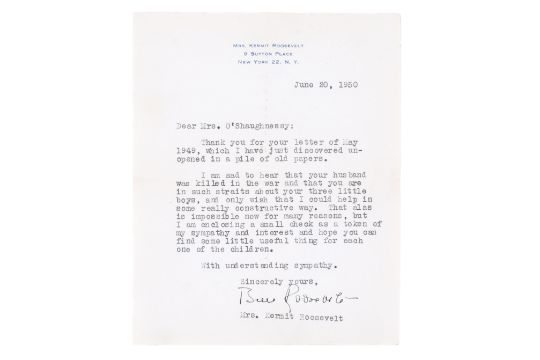 MRS. KERMIT ROOSEVELT
9 SUTTON PLACE
NEW YORK 22, N. Y.
June 20, 1950
Dear Mrs. O'Shaughnessy:
Thank you for your letter of May
1949, which I have just discovered un-
opened in a pile of old papers.
I am sad to hear that your husband
was killed in the war and that you are
in such straits about your three little
boys, and only wish that I could help in
some really constructive way. That alas
is impossible now for many reasons, but
I am enclosing a small check as a token of
my sympathy and interest and hope you can
find some little useful thing for each
one of the children.
With understanding sympathy.
Sincerely yours,
Roosevelt
Mrs. Kermit Roosevelt